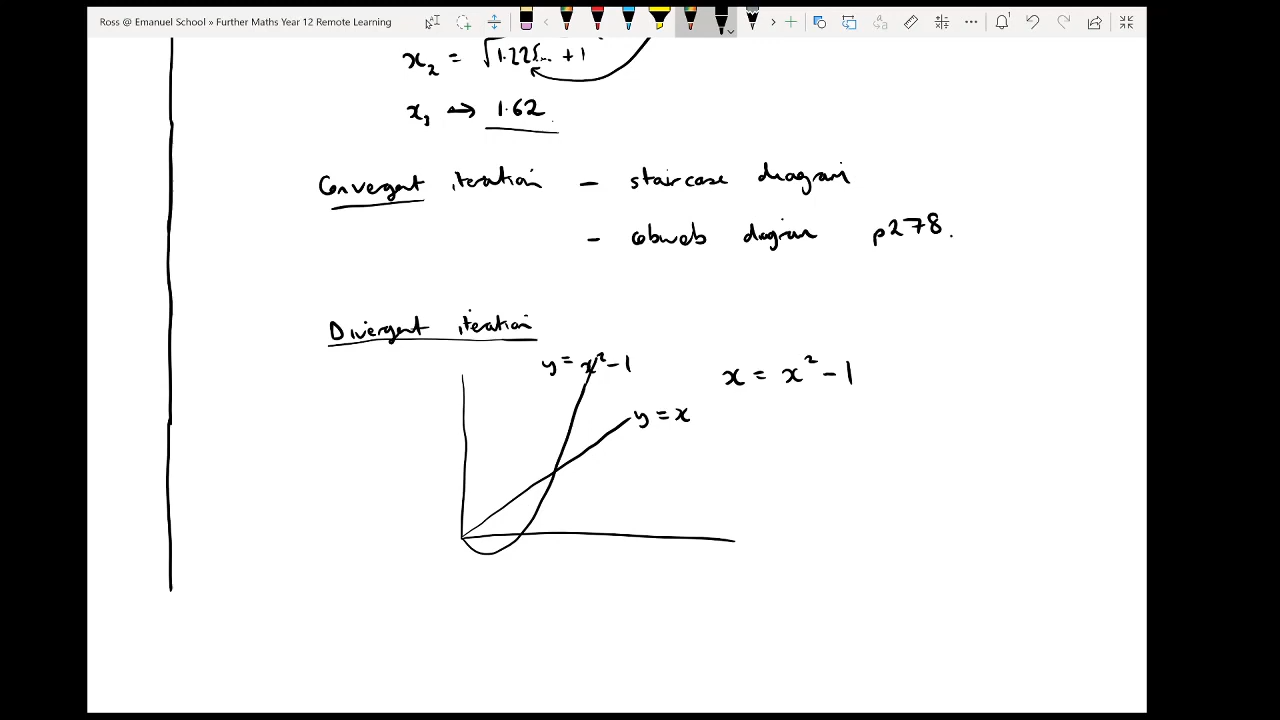 Ross @ Emanuel School » Further Maths Year 12 Remote Learning
x₂ = √1.225... + 1
x₃ → 1.62
Convergent iteration – staircase diagram
– cobweb diagram p278.
Divergent iteration
y = x² – 1
x = x² – 1
y = x